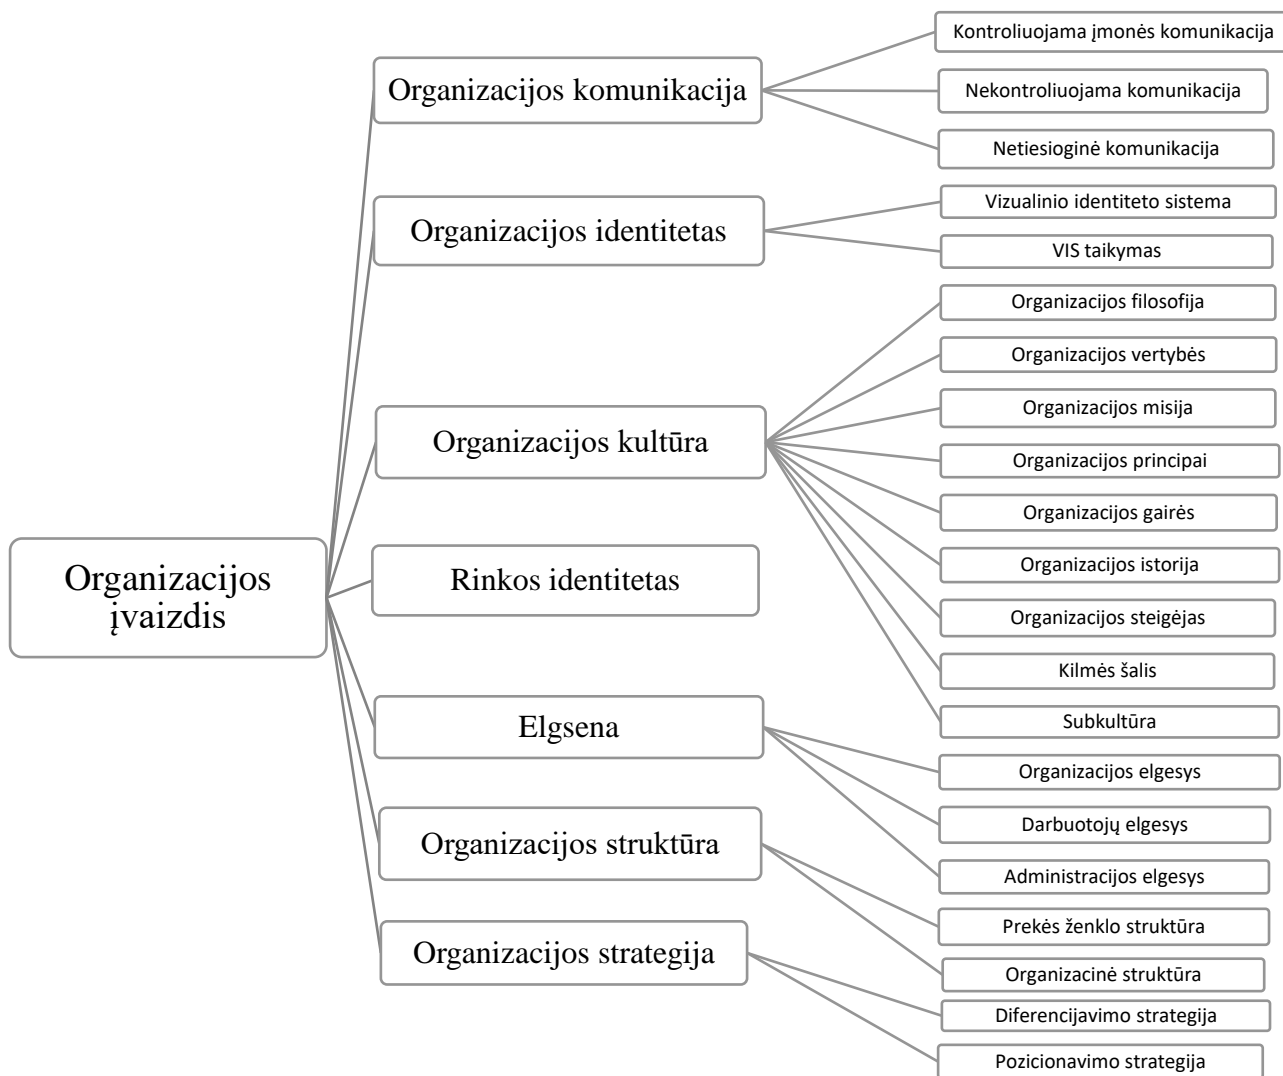 Organizacijos
įvaizdis
Organizacijos komunikacija
Kontroliuojama įmonės komunikacija
Nekontroliuojama komunikacija
Netiesioginė komunikacija
Organizacijos identitetas
Vizualinio identiteto sistema
VIS taikymas
Organizacijos kultūra
Organizacijos filosofija
Organizacijos vertybės
Organizacijos misija
Organizacijos principai
Organizacijos gairės
Organizacijos istorija
Organizacijos steigėjas
Kilmės šalis
Subkultūra
Rinkos identitetas
Elgsena
Organizacijos elgesys
Darbuotojų elgesys
Administracijos elgesys
Organizacijos struktūra
Prekės ženklo struktūra
Organizacinė struktūra
Organizacijos strategija
Diferencijavimo strategija
Pozicionavimo strategija